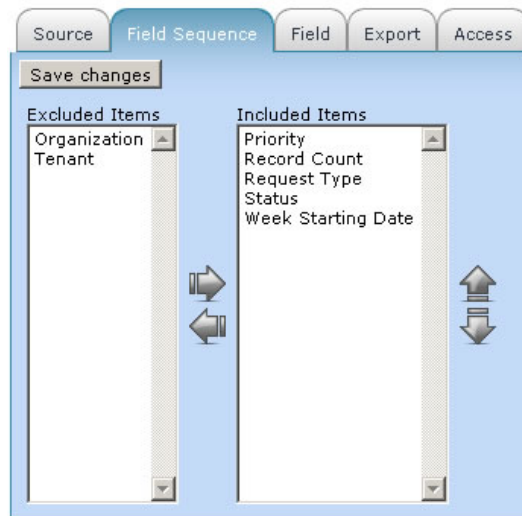 Source Field Sequence Field Export Access
Save changes
Excluded Items Included Items
Organization Priority
Tenant Record Count
Request Type
Status
Week Starting Date